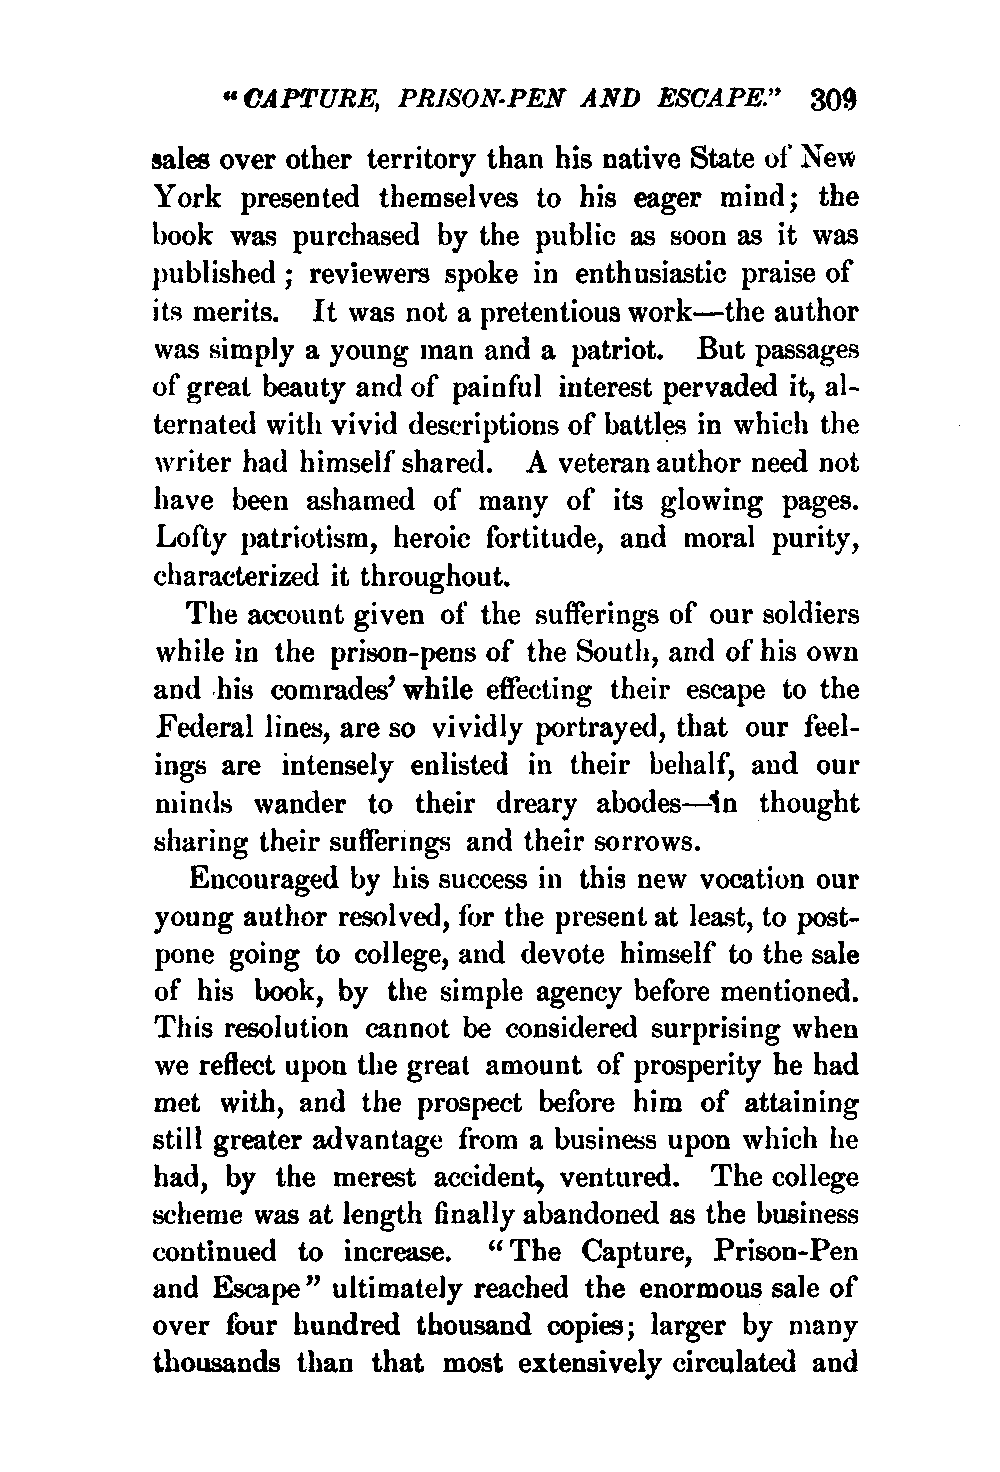 "CAPTURE, PRISON-PEN AND ESCAPE." 309
sales over other territory than his native State of New
York presented themselves to his eager mind; the
book was purchased by the public as soon as it was
published; reviewers spoke in enthusiastic praise of
its merits. It was not a pretentious work—the author
was simply a young man and a patriot. But passages
of great beauty and of painful interest pervaded it, al-
ternated with vivid descriptions of battles in which the
writer had himself shared. A veteran author need not
have been ashamed of many of its glowing pages.
Lofty patriotism, heroic fortitude, and moral purity,
characterized it throughout.
The account given of the sufferings of our soldiers
while in the prison-pens of the South, and of his own
and his comrades' while effecting their escape to the
Federal lines, are so vividly portrayed, that our feel-
ings are intensely enlisted in their behalf, and our
minds wander to their dreary abodes—in thought
sharing their sufferings and their sorrows.
Encouraged by his success in this new vocation our
young author resolved, for the present at least, to post-
pone going to college, and devote himself to the sale
of his book, by the simple agency before mentioned.
This resolution cannot be considered surprising when
we reflect upon the great amount of prosperity he had
met with, and the prospect before him of attaining
still greater advantage from a business upon which he
had, by the merest accident, ventured. The college
scheme was at length finally abandoned as the business
continued to increase. "The Capture, Prison-Pen
and Escape" ultimately reached the enormous sale of
over four hundred thousand copies; larger by many
thousands than that most extensively circulated and